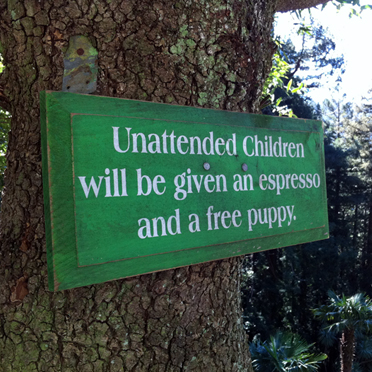 Unattended Children
will be given an espresso
and a free puppy.